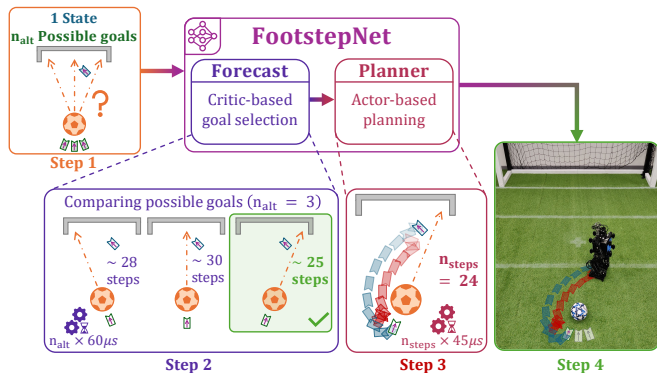 1 State
n_alt Possible goals
?
Step 1
FootstepNet
Forecast
Critic-based
goal selection
Planner
Actor-based
planning
Comparing possible goals (n_alt = 3)
~ 28
steps
~ 30
steps
~ 25
steps
n_alt × 60μs
Step 2
n_steps
= 24
n_steps × 45μs
Step 3
Step 4